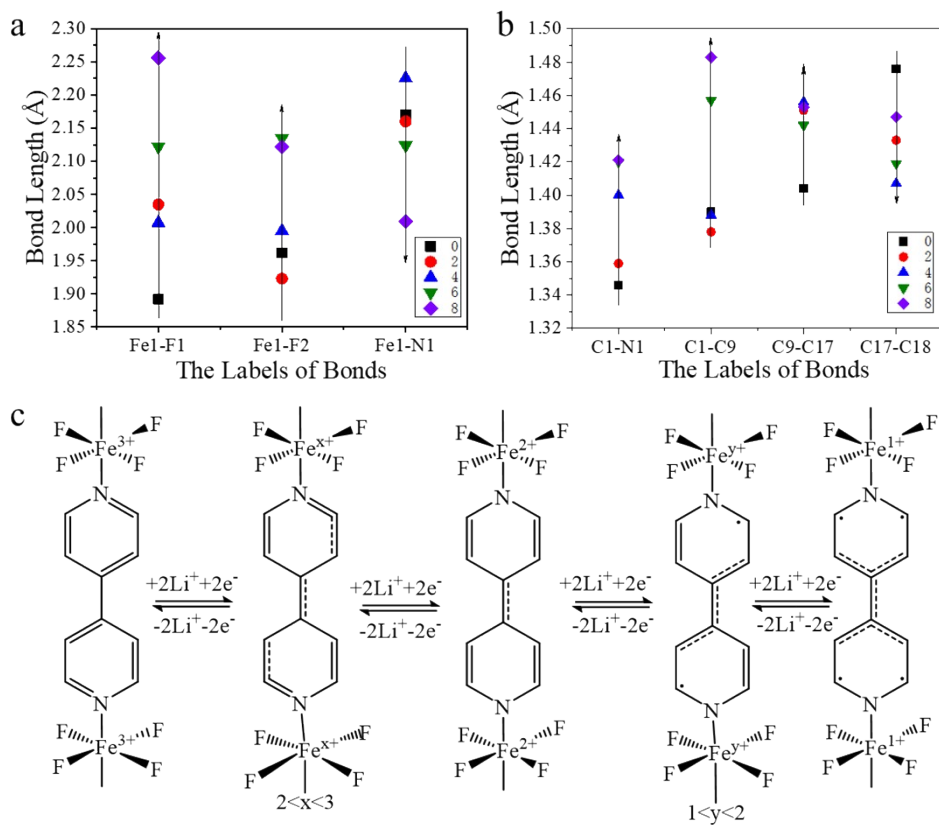 a
2.30
2.25
2.20
2.15
2.10
2.05
2.00
1.95
1.90
1.85
Bond Length (Å)
Fe1-F1 Fe1-F2 Fe1-N1
The Labels of Bonds
0
2
4
6
8
b
1.50
1.48
1.46
1.44
1.42
1.40
1.38
1.36
1.34
1.32
Bond Length (Å)
C1-N1 C1-C9 C9-C17 C17-C18
The Labels of Bonds
0
2
4
6
8
c
F Fe3+ F
F F
N
N
F Fe3+ F
F F
+2Li++2e-
-2Li+-2e-
F Fex+ F
F F
N
N
F Fex+ F
F F
2<x<3
+2Li++2e-
-2Li+-2e-
F Fe2+ F
F F
N
N
F Fe2+ F
F F
+2Li++2e-
-2Li+-2e-
F Fey+ F
F F
N
N
F Fey+ F
F F
1<y<2
+2Li++2e-
-2Li+-2e-
F Fe1+ F
F F
N
N
F Fe1+ F
F F